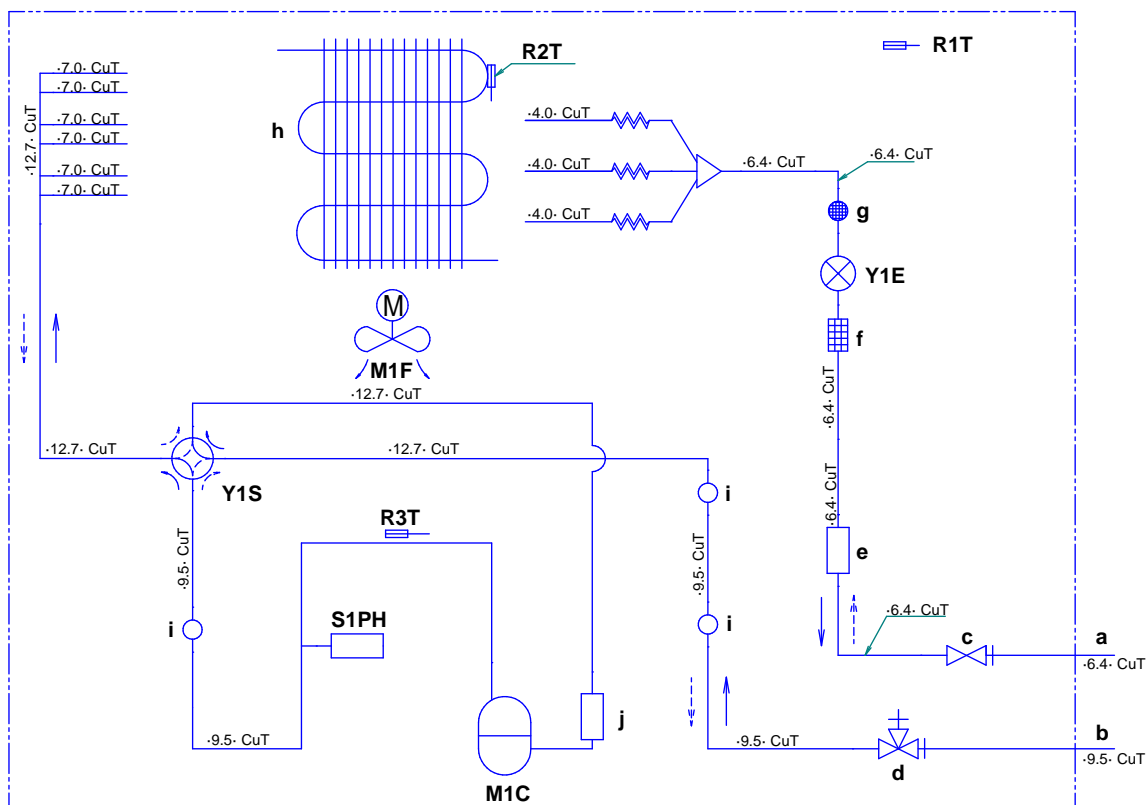 R1T
R2T
·7.0· CuT
·7.0· CuT
·7.0· CuT
·7.0· CuT
·7.0· CuT
·7.0· CuT
·12.7· CuT
h
·4.0· CuT
·4.0· CuT
·4.0· CuT
·6.4· CuT
·6.4· CuT
g
Y1E
f
M
M1F
·6.4· CuT
·12.7· CuT
·12.7· CuT
·12.7· CuT
Y1S
i
·6.4· CuT
R3T
·9.5· CuT
e
·9.5· CuT
S1PH
i
i
·6.4· CuT
c
a
·6.4· CuT
j
·9.5· CuT
·9.5· CuT
b
·9.5· CuT
d
M1C